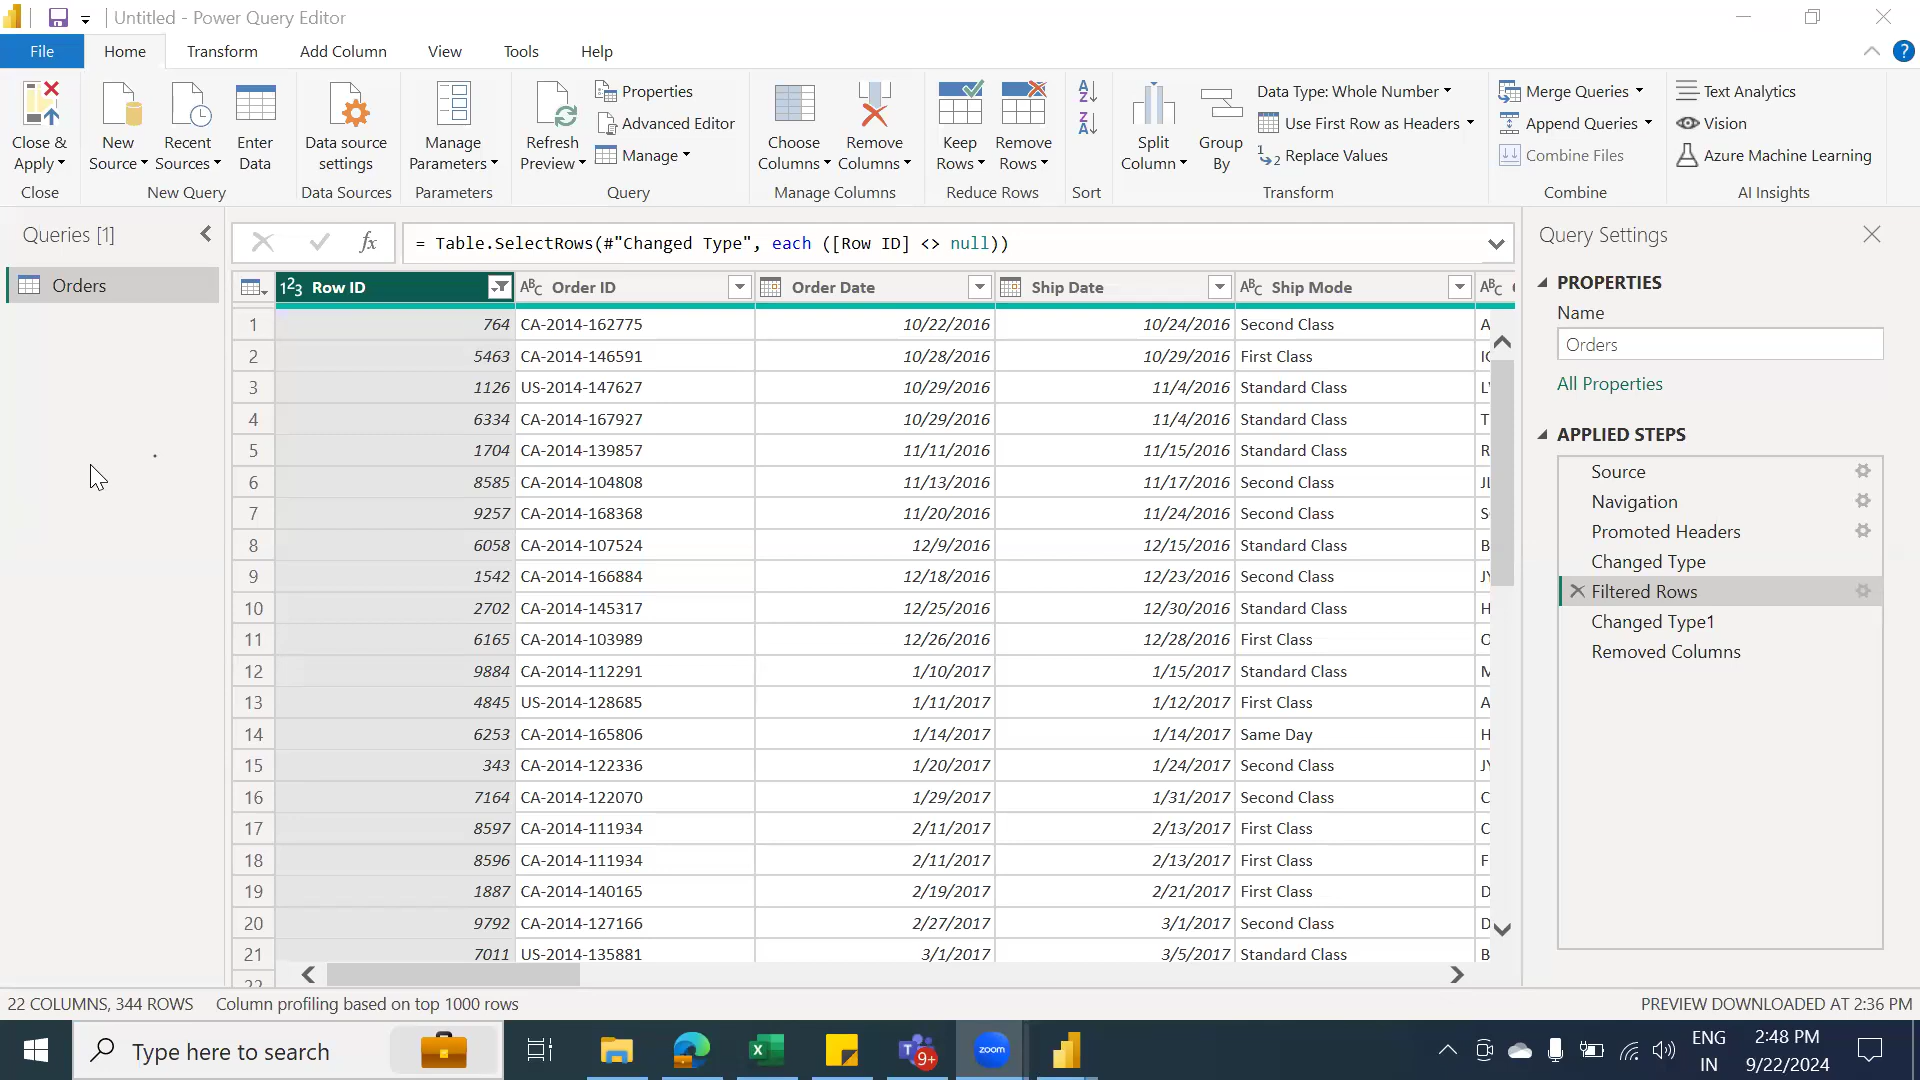 Untitled - Power Query Editor
File Home Transform Add Column View Tools Help
Close & Apply
New Source
Recent Sources
Enter Data
Data source settings
Manage Parameters
Refresh Preview
Properties
Advanced Editor
Manage
Choose Columns
Remove Columns
Keep Rows
Remove Rows
Split Column
Group By
Data Type: Whole Number
Use First Row as Headers
Replace Values
Merge Queries
Append Queries
Combine Files
Text Analytics
Vision
Azure Machine Learning
Close New Query Data Sources Parameters Query Manage Columns Reduce Rows Sort Transform Combine AI Insights
Queries [1]
Orders
fx = Table.SelectRows(#"Changed Type", each ([Row ID] <> null))
Row ID Order ID Order Date Ship Date Ship Mode
1 764 CA-2014-162775 10/22/2016 10/24/2016 Second Class
2 5463 CA-2014-146591 10/28/2016 10/29/2016 First Class
3 1126 US-2014-147627 10/29/2016 11/4/2016 Standard Class
4 6334 CA-2014-167927 10/29/2016 11/4/2016 Standard Class
5 1704 CA-2014-139857 11/11/2016 11/15/2016 Standard Class
6 8585 CA-2014-104808 11/13/2016 11/17/2016 Second Class
7 9257 CA-2014-168368 11/20/2016 11/24/2016 Second Class
8 6058 CA-2014-107524 12/9/2016 12/15/2016 Standard Class
9 1542 CA-2014-166884 12/18/2016 12/23/2016 Second Class
10 2702 CA-2014-145317 12/25/2016 12/30/2016 Standard Class
11 6165 CA-2014-103989 12/26/2016 12/28/2016 First Class
12 9884 CA-2014-112291 1/10/2017 1/15/2017 Standard Class
13 4845 US-2014-128685 1/11/2017 1/12/2017 First Class
14 6253 CA-2014-165806 1/14/2017 1/14/2017 Same Day
15 343 CA-2014-122336 1/20/2017 1/24/2017 Second Class
16 7164 CA-2014-122070 1/29/2017 1/31/2017 Second Class
17 8597 CA-2014-111934 2/11/2017 2/13/2017 First Class
18 8596 CA-2014-111934 2/11/2017 2/13/2017 First Class
19 1887 CA-2014-140165 2/19/2017 2/21/2017 First Class
20 9792 CA-2014-127166 2/27/2017 3/1/2017 Second Class
21 7011 US-2014-135881 3/1/2017 3/5/2017 Standard Class
Query Settings
PROPERTIES
Name
Orders
All Properties
APPLIED STEPS
Source
Navigation
Promoted Headers
Changed Type
Filtered Rows
Changed Type1
Removed Columns
22 COLUMNS, 344 ROWS Column profiling based on top 1000 rows PREVIEW DOWNLOADED AT 2:36 PM
Type here to search
9+
zoom
ENG
IN
2:48 PM
9/22/2024